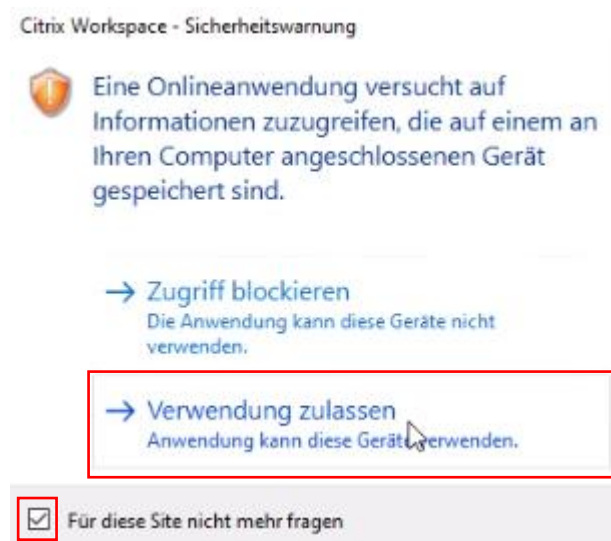 Citrix Workspace - Sicherheitswarnung
Eine Onlineanwendung versucht auf
Informationen zuzugreifen, die auf einem an
Ihren Computer angeschlossenen Gerät
gespeichert sind.
→ Zugriff blockieren
Die Anwendung kann diese Geräte nicht
verwenden.
→ Verwendung zulassen
Anwendung kann diese Geräte verwenden.
Für diese Site nicht mehr fragen